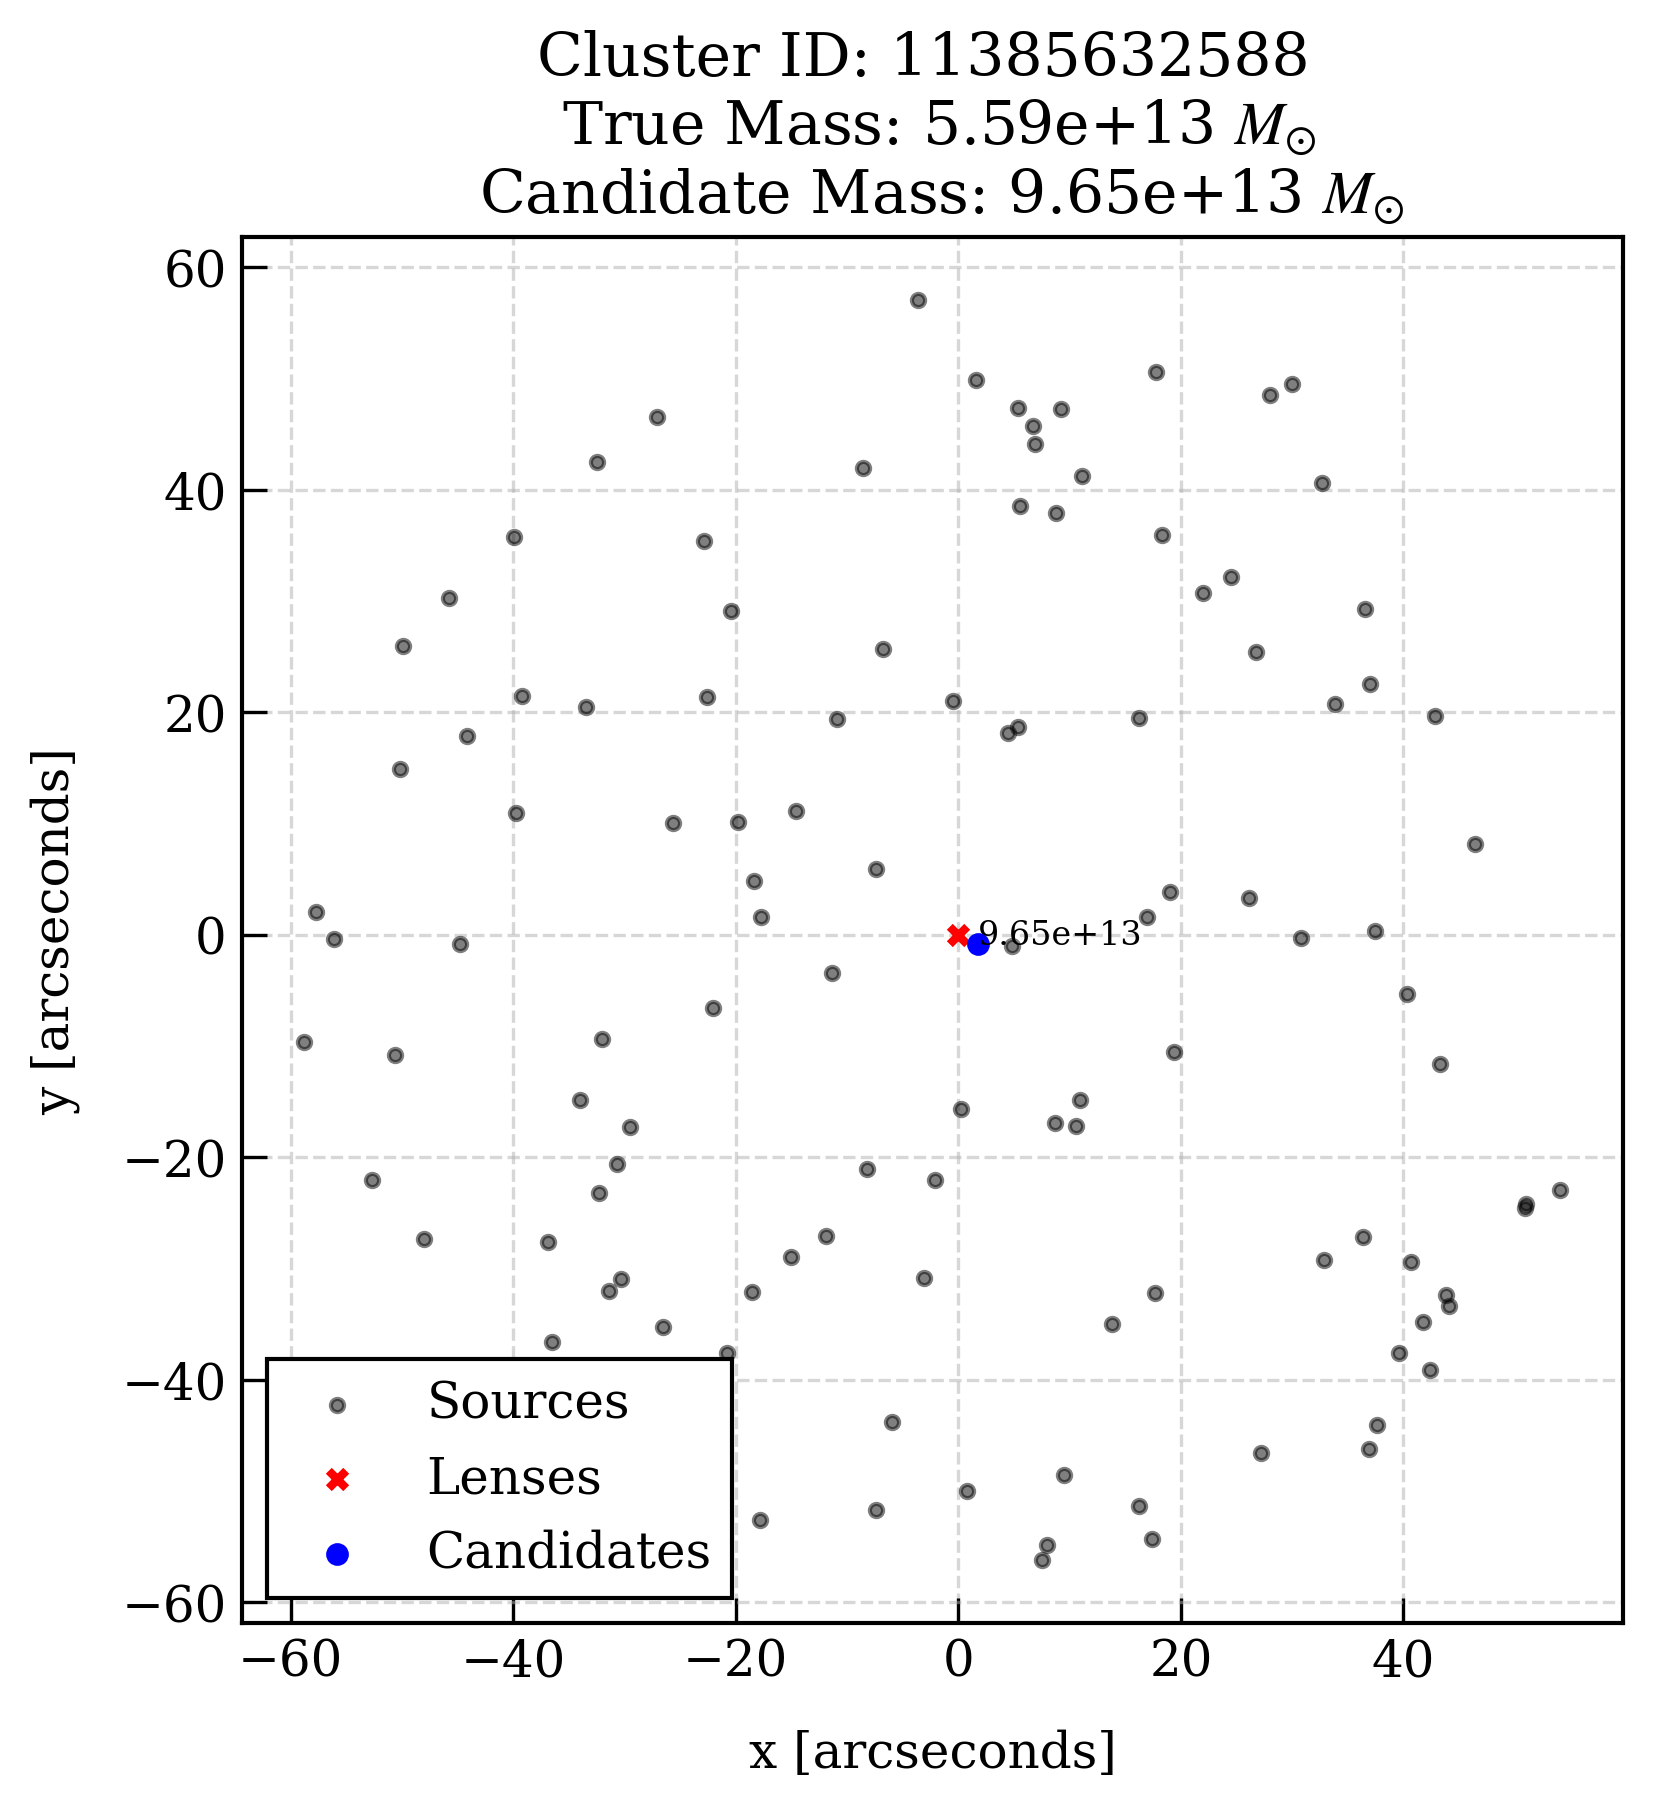 Cluster ID: 11385632588
True Mass: 5.59e+13 M⊙
Candidate Mass: 9.65e+13 M⊙
60
40
20
0
−20
−40
−60
y [arcseconds]
9.65e+13
Sources
Lenses
Candidates
−60 −40 −20 0 20 40
x [arcseconds]